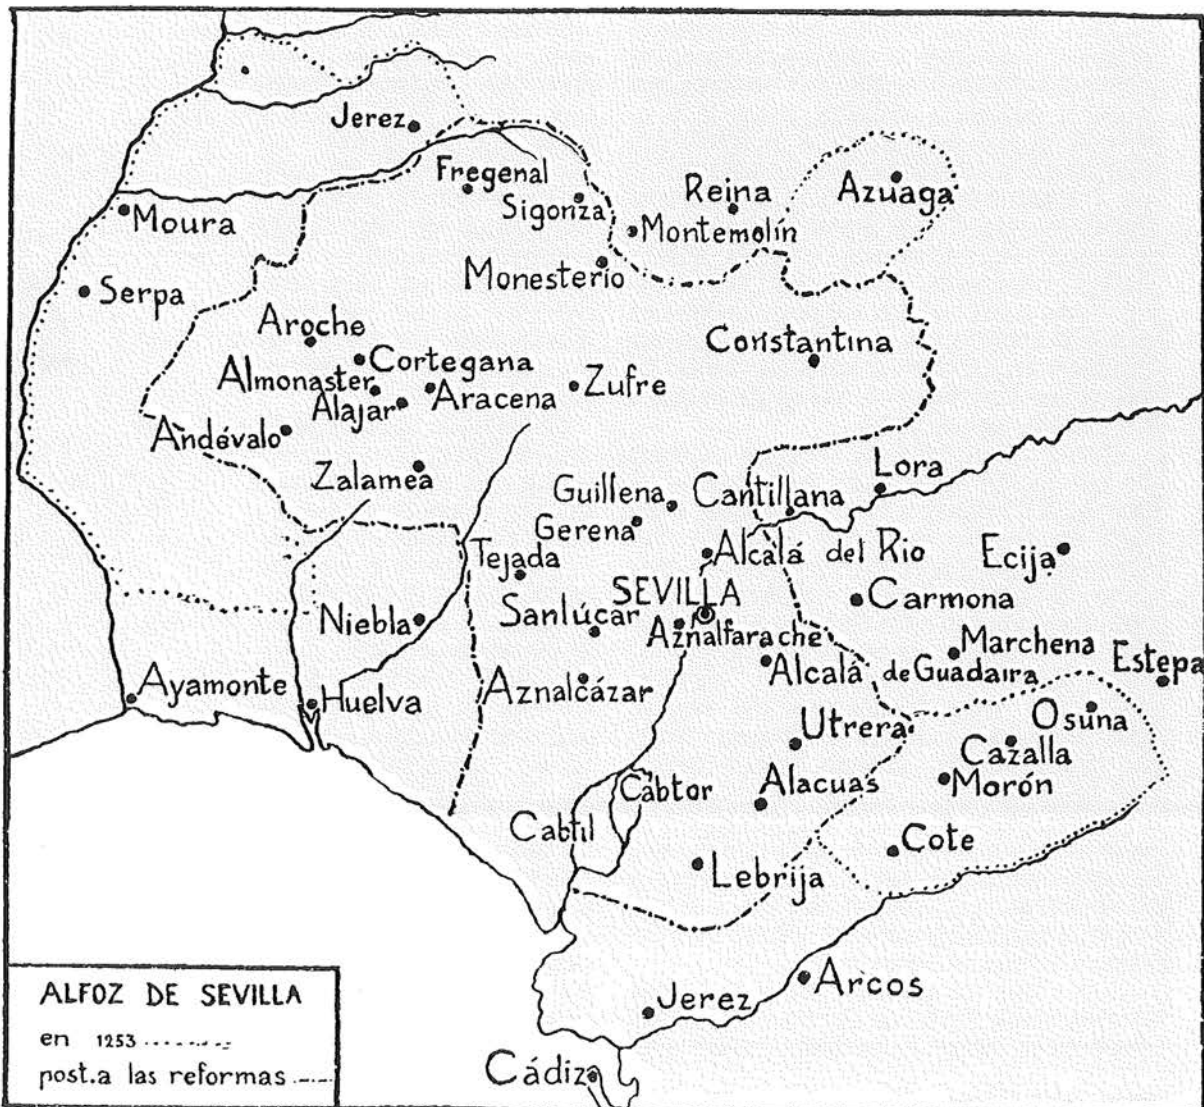 Jerez
Fregenal
Sigonza
Reina
Azuaga
Moura
Montemolín
Monesterio
Serpa
Aroche
Cortegana
Constantina
Almonaster
Alajar
Aracena
Zufre
Andévalo
Zalamea
Lora
Guillena
Cantillana
Gerena
Tejada
Alcalá del Rio
Ecija
SEVILLA
Carmona
Niebla
Sanlúcar
Aznalfarache
Marchena
Alcalá de Guadaira
Estepa
Ayamonte
Huelva
Aznalcázar
Osuna
Utrera
Cazalla
Morón
Cabtor
Alacuas
Cabtil
Cote
Lebrija
Arcos
Jerez
Cádiz
ALFOZ DE SEVILLA
en 1253
post.a las reformas